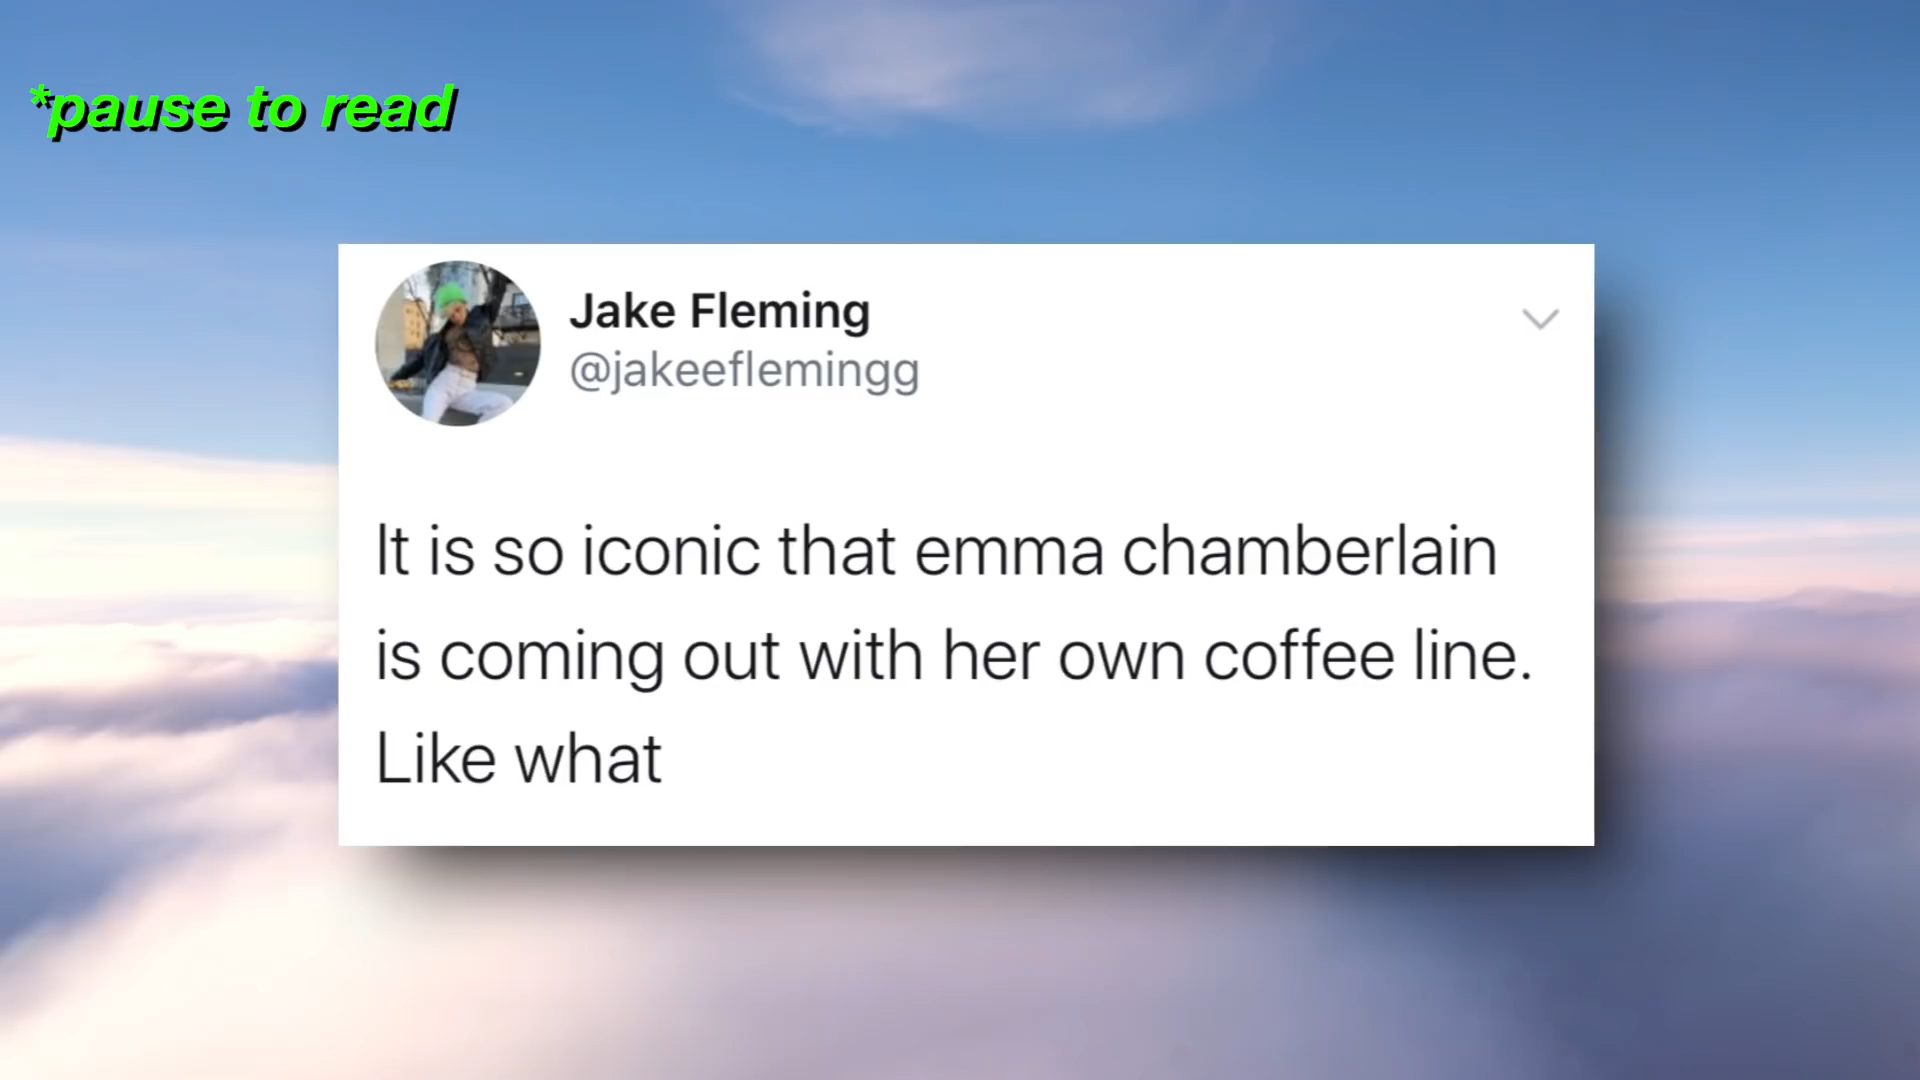 *pause to read
Jake Fleming
@jakeeflemingg
It is so iconic that emma chamberlain
is coming out with her own coffee line.
Like what